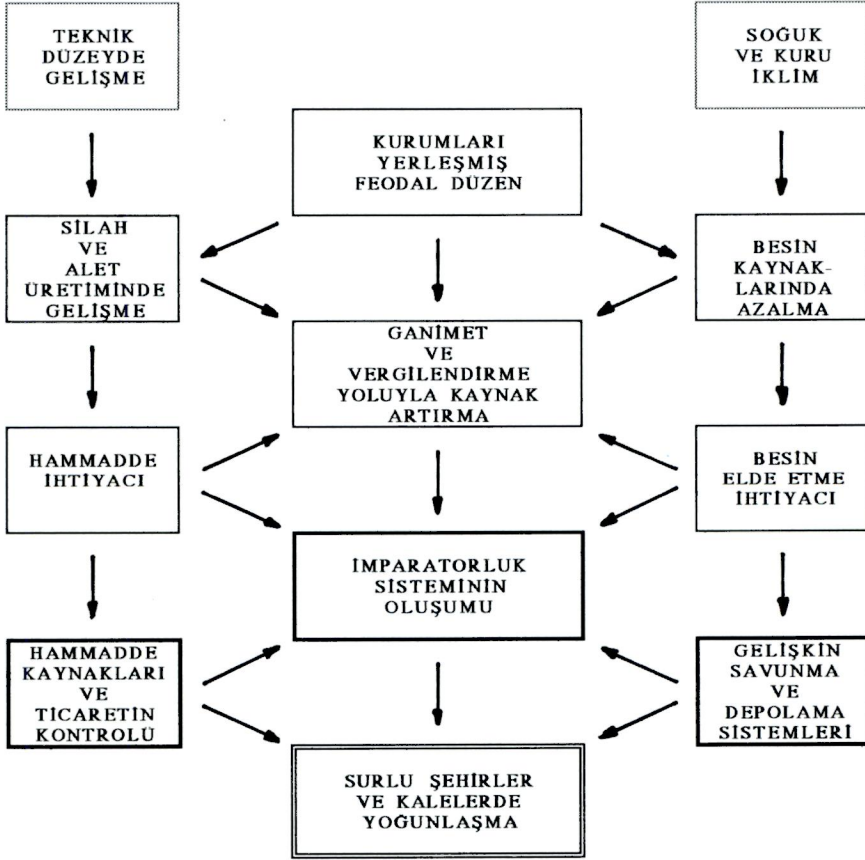 TEKNİK
DÜZEYDE
GELİŞME
SOĞUK
VE KURU
İKLİM
KURUMLARI
YERLEŞMİŞ
FEODAL DÜZEN
SİLAH
VE
ALET
ÜRETİMİNDE
GELİŞME
BESİN
KAYNAK-
LARINDA
AZALMA
GANİMET
VE
VERGİLENDİRME
YOLUYLA KAYNAK
ARTIRMA
HAMMADDE
İHTİYACI
BESİN
ELDE ETME
İHTİYACI
İMPARATORLUK
SİSTEMİNİN
OLUŞUMU
HAMMADDE
KAYNAKLARI
VE
TİCARETİN
KONTROLÜ
GELİŞKİN
SAVUNMA
VE
DEPOLAMA
SİSTEMLERİ
SURLU ŞEHİRLER
VE KALELERDE
YOĞUNLAŞMA